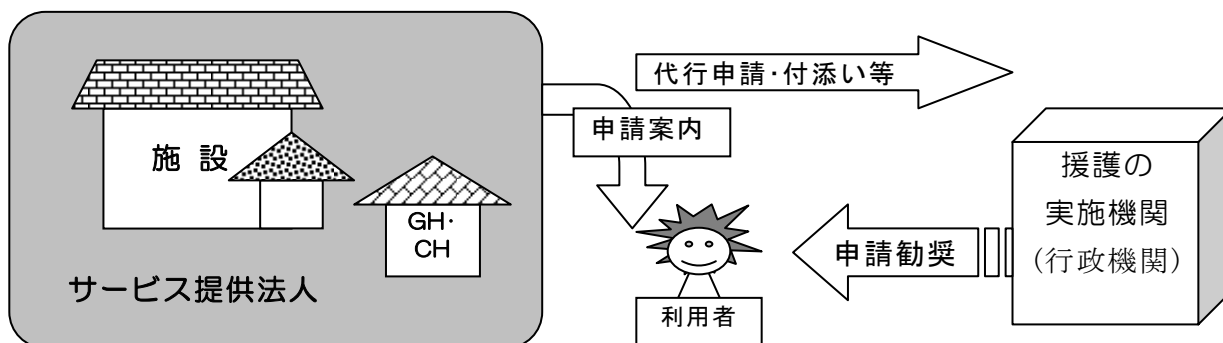 施 設
GH・
CH
サービス提供法人
代行申請・付添い等
申請案内
利用者
申請勧奨
援護の
実施機関
(行政機関)